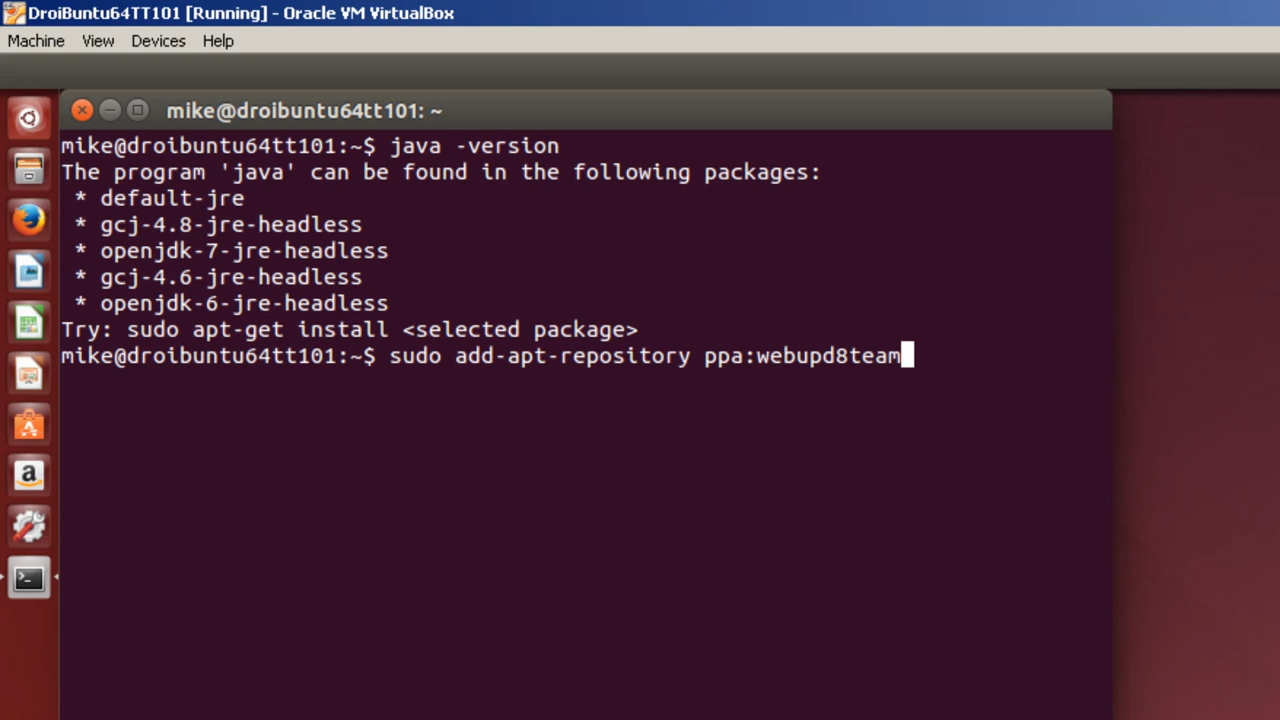 DroiBuntu64TT101 [Running] - Oracle VM VirtualBox
Machine View Devices Help
mike@droibuntu64tt101: ~
mike@droibuntu64tt101:~$ java -version
The program 'java' can be found in the following packages:
 * default-jre
 * gcj-4.8-jre-headless
 * openjdk-7-jre-headless
 * gcj-4.6-jre-headless
 * openjdk-6-jre-headless
Try: sudo apt-get install <selected package>
mike@droibuntu64tt101:~$ sudo add-apt-repository ppa:webupd8team